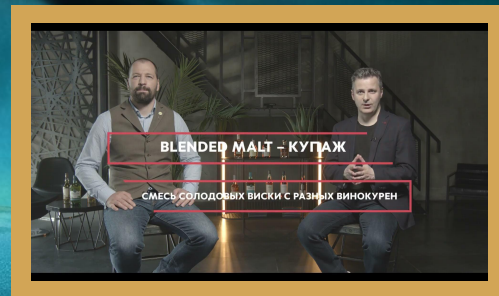 BLENDED MALT – КУПАЖ
СМЕСЬ СОЛОДОВЫХ ВИСКИ С РАЗНЫХ ВИНОКУРЕН